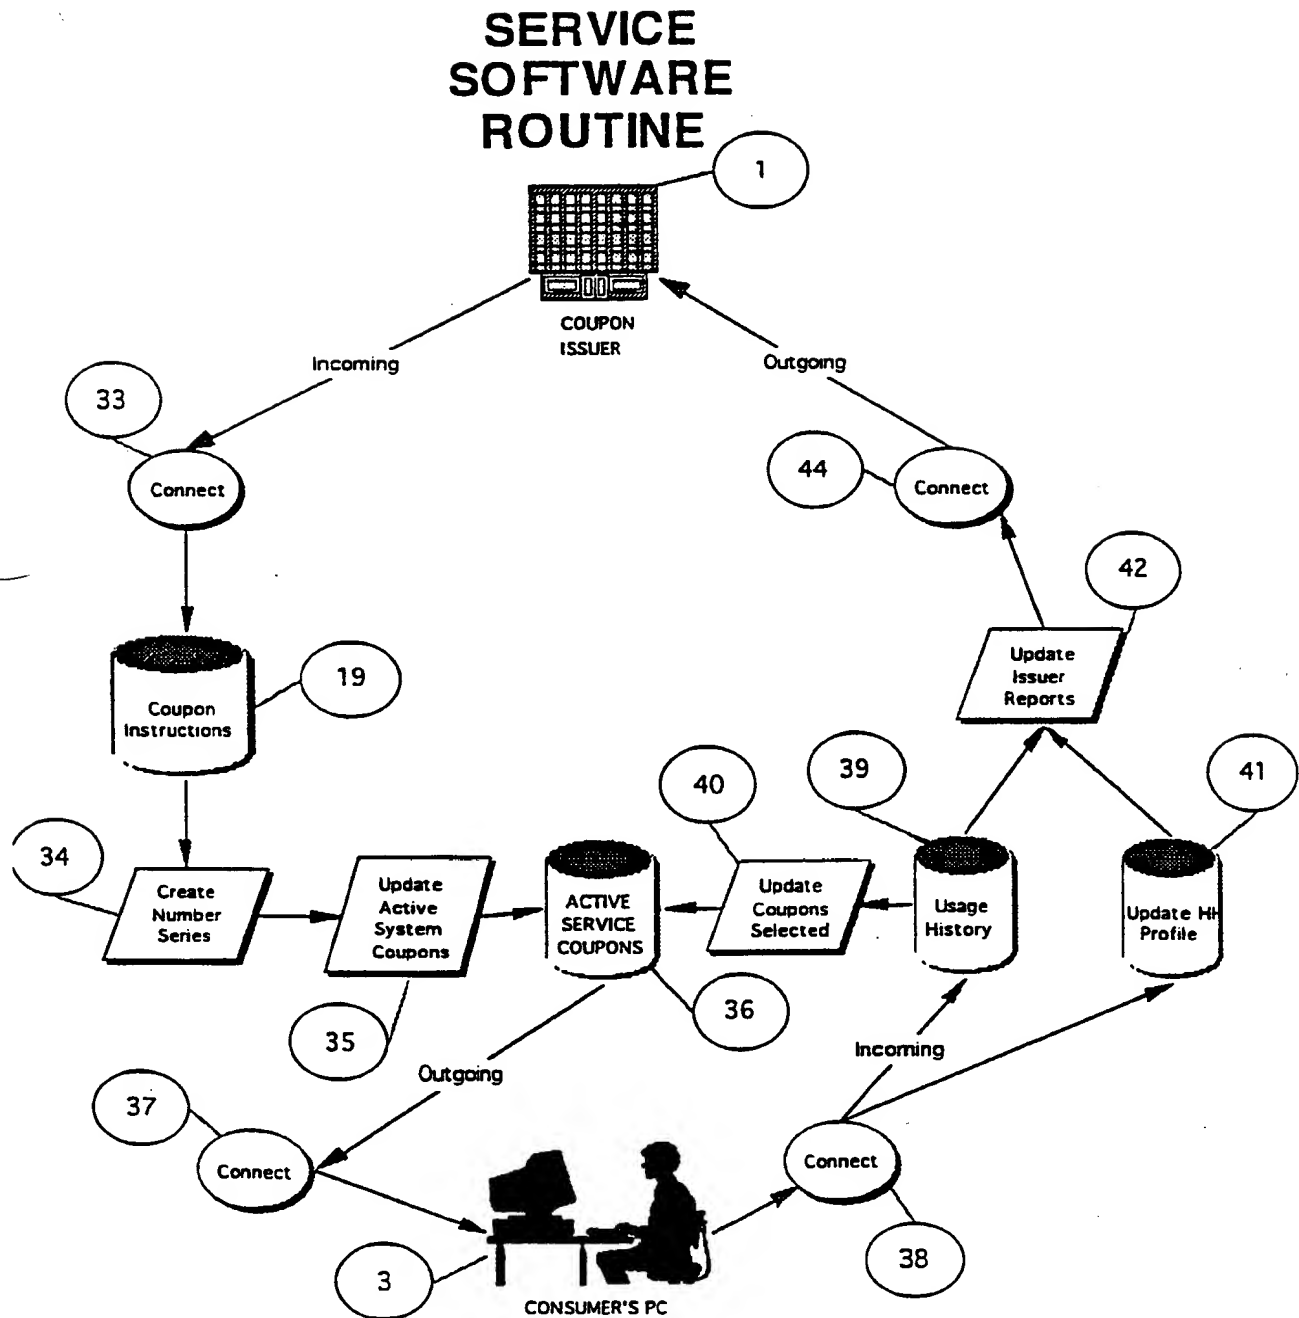 SERVICE
SOFTWARE
ROUTINE
1
COUPON
ISSUER
Incoming
Outgoing
33
Connect
44
Connect
42
Update
Issuer
Reports
19
Coupon
Instructions
39
41
40
34
Create
Number
Series
Update
Active
System
Coupons
ACTIVE
SERVICE
COUPONS
Update
Coupons
Selected
Usage
History
Update HH
Profile
35
36
Incoming
Outgoing
37
Connect
Connect
38
3
CONSUMER'S PC